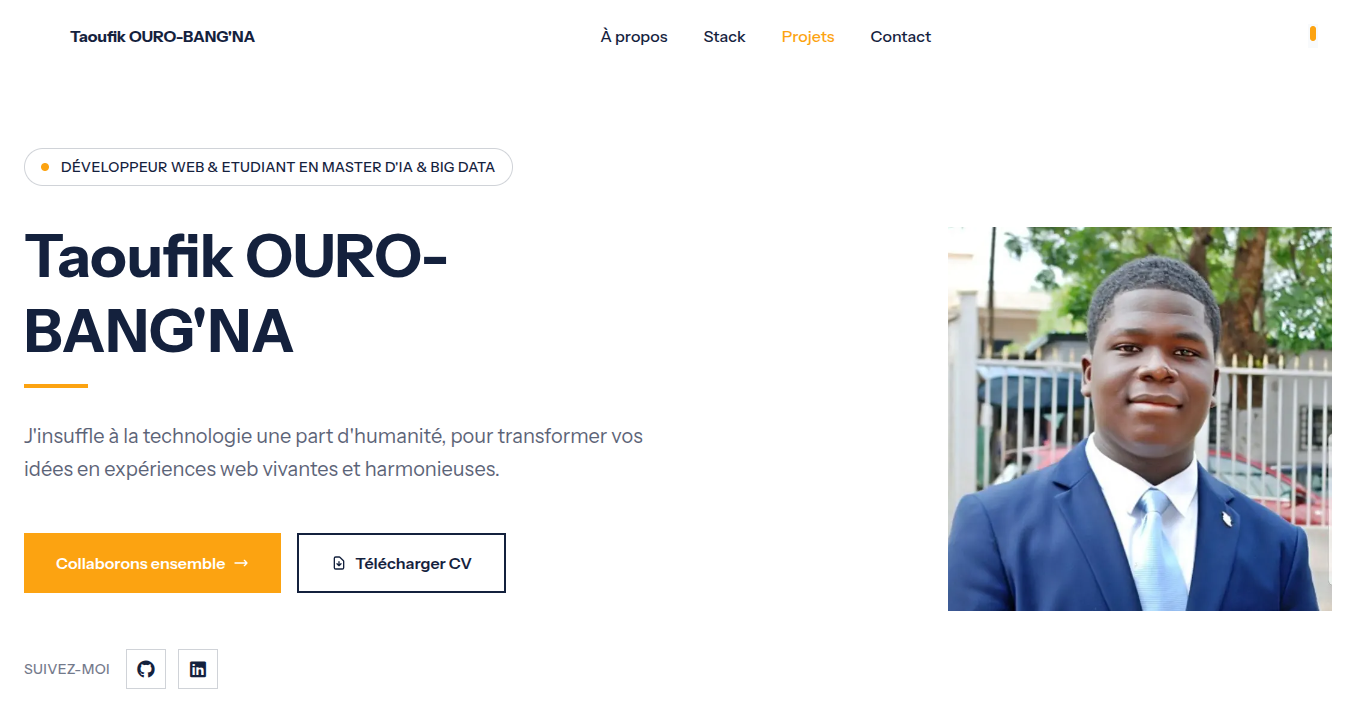 Taoufik OURO-BANG'NA
À propos
Stack
Projets
Contact
DÉVELOPPEUR WEB & ETUDIANT EN MASTER D'IA & BIG DATA
Taoufik OURO-
BANG'NA
J'insuffle à la technologie une part d'humanité, pour transformer vos
idées en expériences web vivantes et harmonieuses.
Collaborons ensemble →
Télécharger CV
SUIVEZ-MOI
in